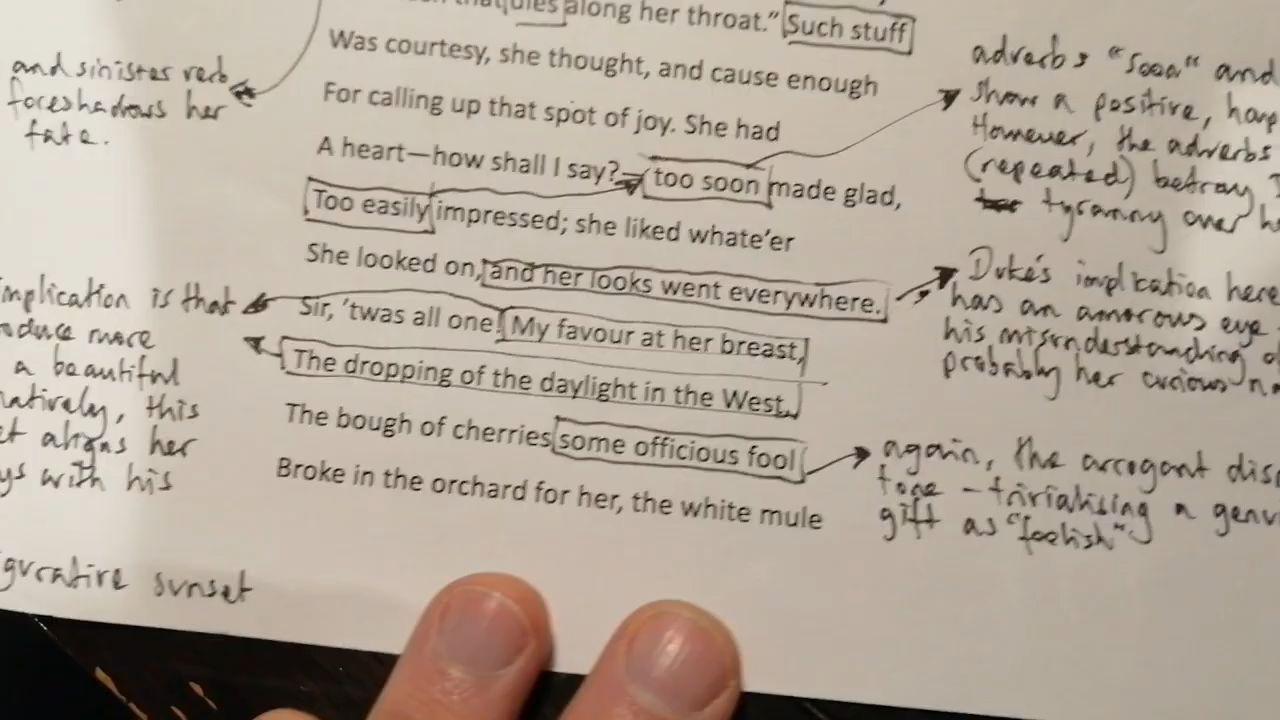 along her throat.” Such stuff
Was courtesy, she thought, and cause enough
For calling up that spot of joy. She had
A heart—how shall I say?— too soon made glad,
Too easily impressed; she liked whate’er
She looked on, and her looks went everywhere.
Sir, ’twas all one! My favour at her breast,
The dropping of the daylight in the West,
The bough of cherries some officious fool
Broke in the orchard for her, the white mule
and sinister verb
foreshadows her
fate.
implication is that
more
a beautiful
this
aligns her
with his
sunset
adverbs "soon" and
show a positive,
However, the adverbs
(repeated) betray
tyranny over
Duke's implication here
has an amorous eye.
his misunderstanding
probably her curious
again, the arrogant
tone - trivialising a
gift as "foolish".